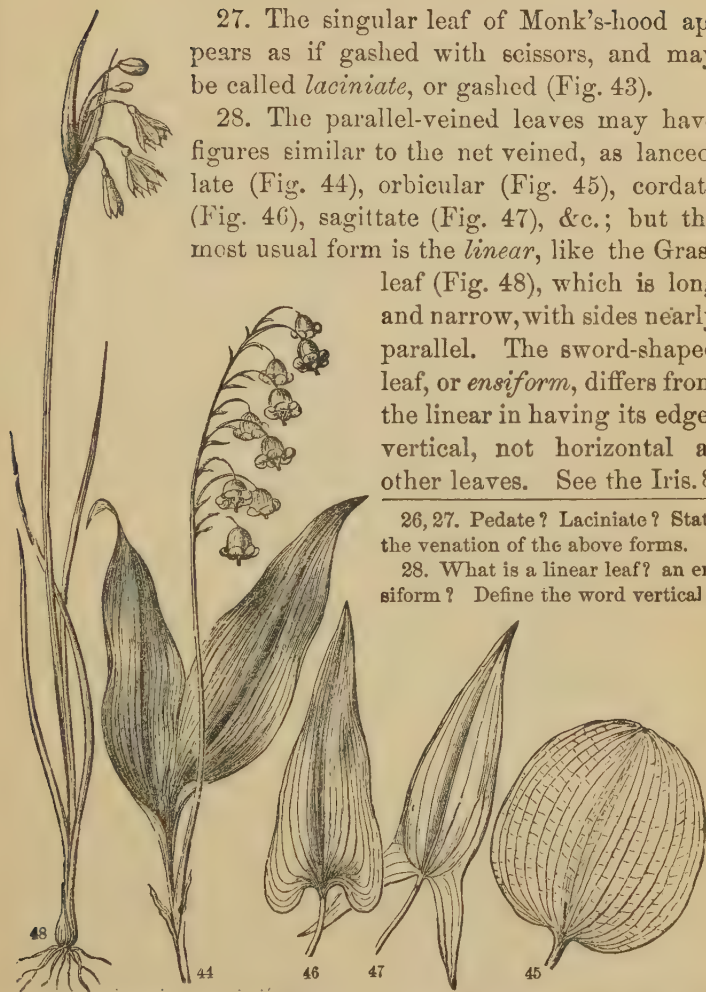 27. The singular leaf of Monk's-hood ap
pears as if gashed with scissors, and may
be called laciniate, or gashed (Fig. 43).
28. The parallel-veined leaves may hav
figures similar to the net veined, as lanceo
late (Fig. 44), orbicular (Fig. 45), cordat
(Fig. 46), sagittate (Fig. 47), &c.; but th
most usual form is the linear, like the Gras
leaf (Fig. 48), which is long
and narrow, with sides nearly
parallel. The sword-shaped
leaf, or ensiform, differs from
the linear in having its edge
vertical, not horizontal a
other leaves. See the Iris.
26, 27. Pedate? Laciniate? Stat
the venation of the above forms.
28. What is a linear leaf? an en
siform? Define the word vertical
48
44
46
47
45